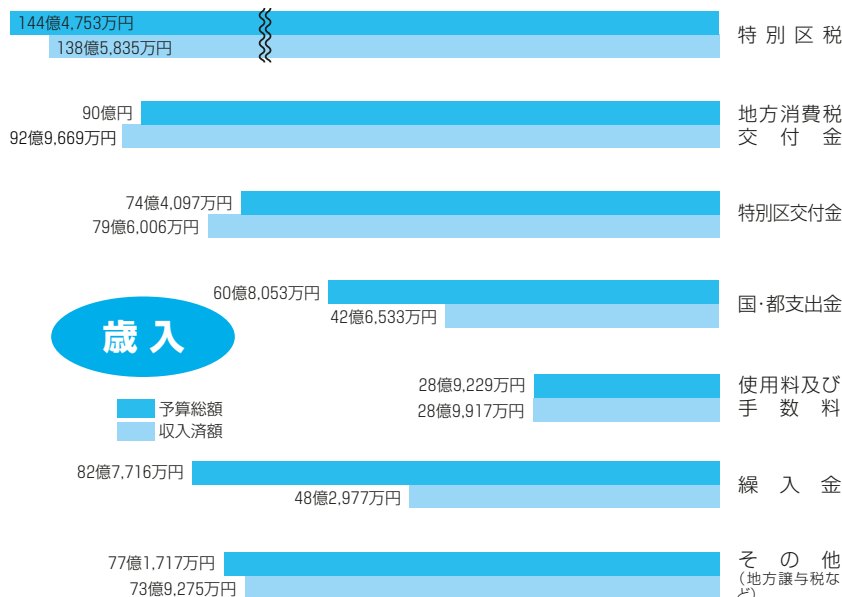 144億4,753万円
138億5,835万円
特別区税
90億円
92億9,669万円
地方消費税
交付金
74億4,097万円
79億6,006万円
特別区交付金
60億8,053万円
42億6,533万円
国･都支出金
歳入
予算総額
収入済額
28億9,229万円
28億9,917万円
使用料及び
手数料
82億7,716万円
48億2,977万円
繰入金
77億1,717万円
73億9,275万円
その他
（地方譲与税な
ど）